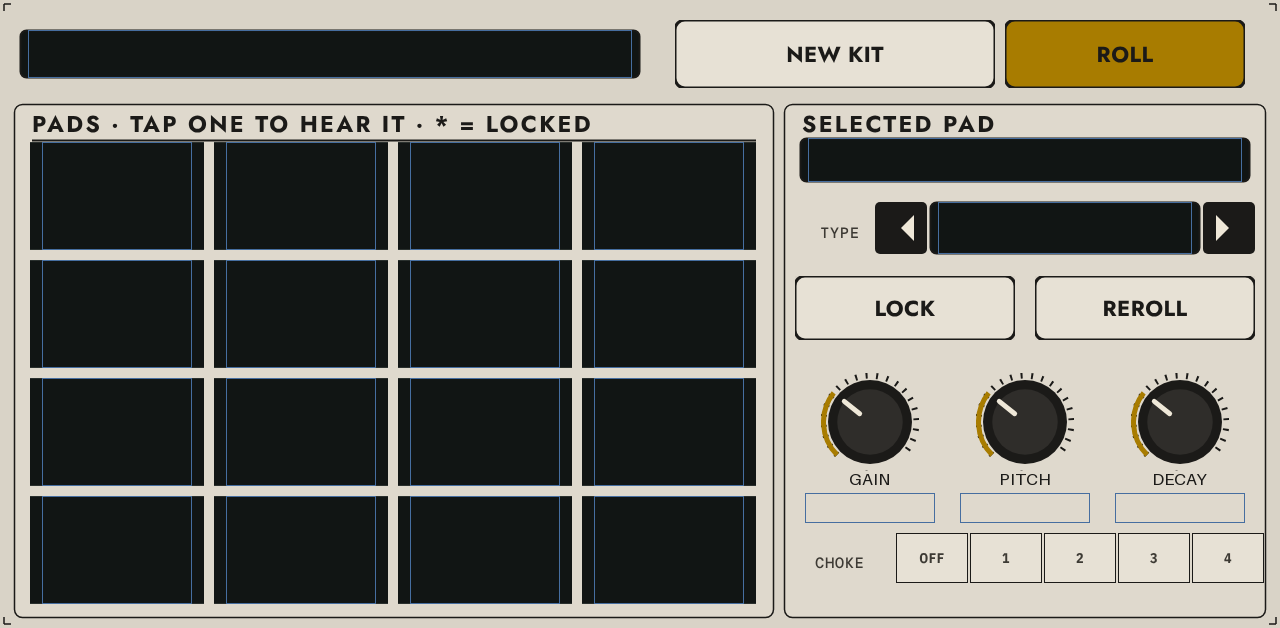 NEW KIT
ROLL
PADS · TAP ONE TO HEAR IT · * = LOCKED
SELECTED PAD
TYPE
LOCK
REROLL
GAIN
PITCH
DECAY
CHOKE
OFF
1
2
3
4